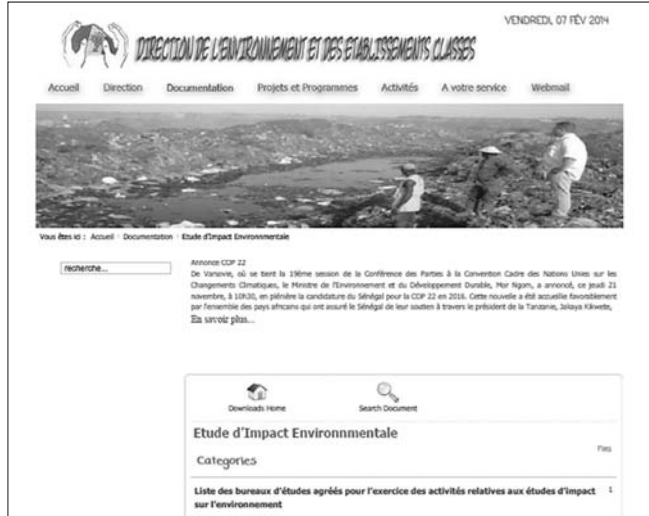 VENDREDI, 07 FÉV 2014
DIRECTION DE L'ENVIRONNEMENT ET DES ETABLISSEMENTS CLASSES
Accueil Direction Documentation Projets et Programmes Activités A votre service Webmail
Vous êtes ici : Accueil Documentation Etude d'Impact Environnmentale
recherche...
Annonce COP 22
De Varsovie, où se tient la 19ème session de la Conférence des Parties à la Convention Cadre des Nations Unies sur les
Changements Climatiques, le Ministre de l'Environnement et du Développement Durable, Mor Ngom, a annoncé, ce jeudi 21
novembre, à 10h30, en plénière la candidature du Sénégal pour la COP 22 en 2016. Cette nouvelle a été accueillie favorablement
par l'ensemble des pays africains qui ont assuré le Sénégal de leur soutien à travers le président de la Tanzanie, Jakaya Kikwete,
En savoir plus...
Downloads Home Search Document
Etude d'Impact Environnmentale
Files
Categories
Liste des bureaux d'études agréés pour l'exercice des activités relatives aux études d'impact 1
sur l'environnement